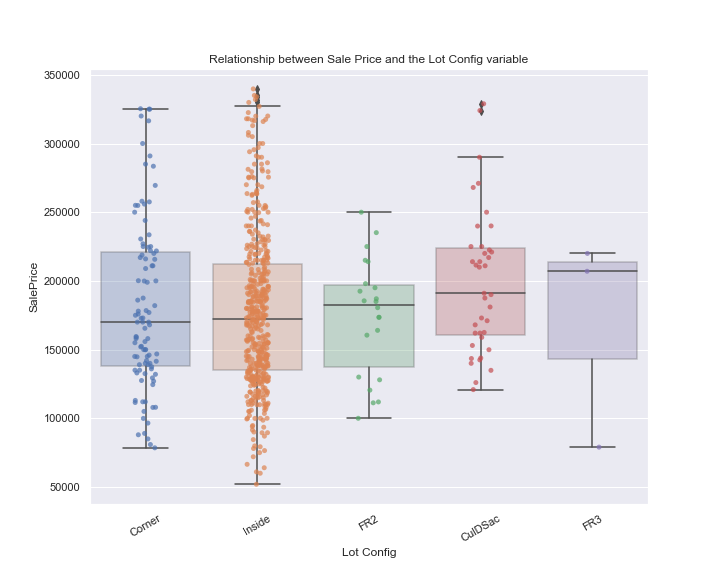 Relationship between Sale Price and the Lot Config variable
350000
300000
250000
200000
150000
100000
50000
SalePrice
Corner
Inside
FR2
CulDSac
FR3
Lot Config